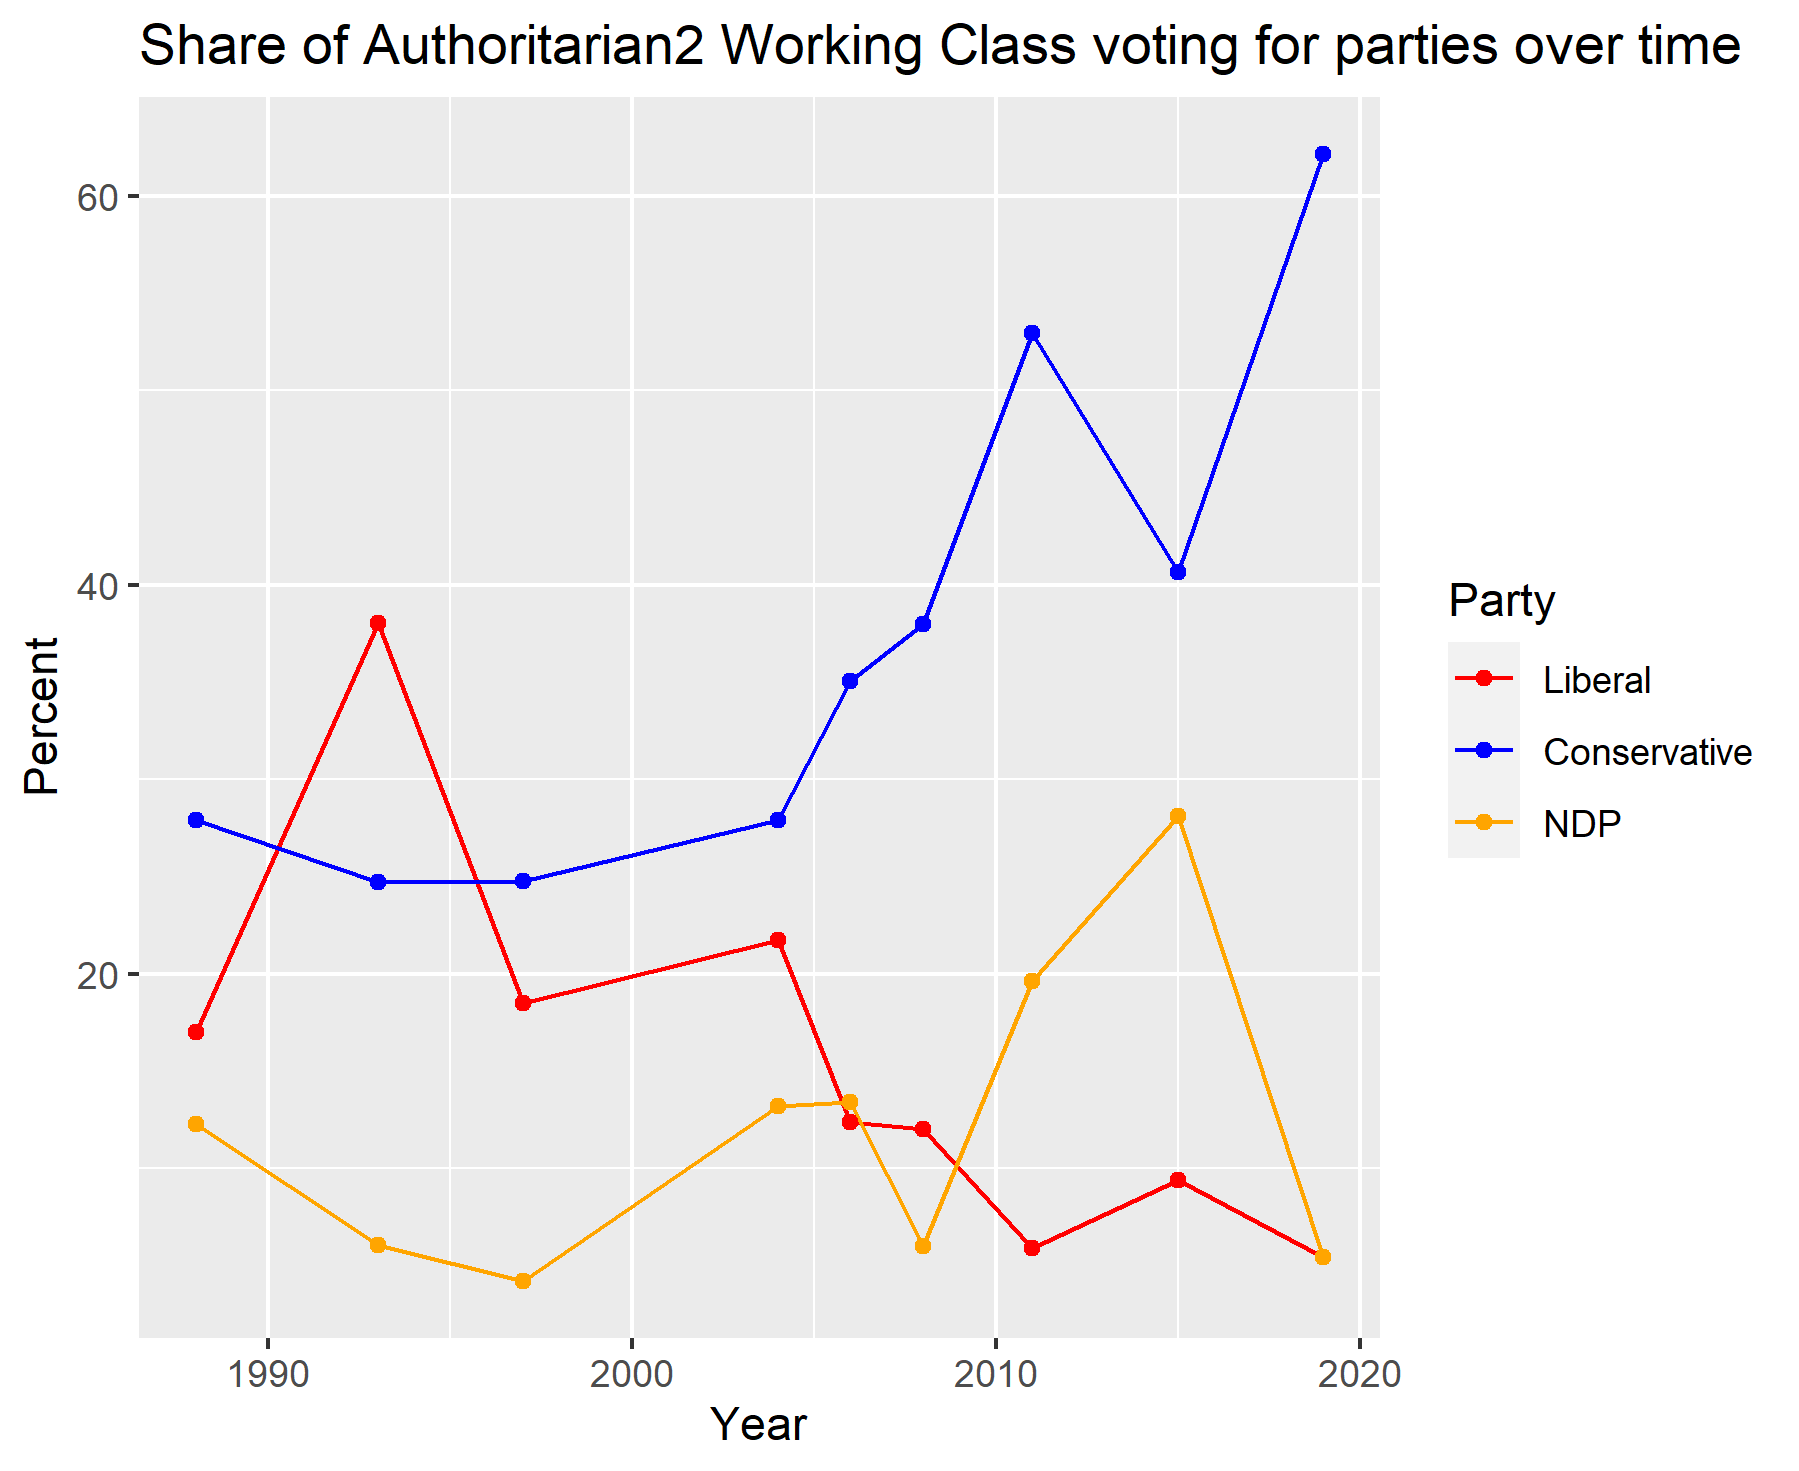 Share of Authoritarian2 Working Class voting for parties over time
60
40
20
Percent
1990
2000
2010
2020
Year
Party
Liberal
Conservative
NDP